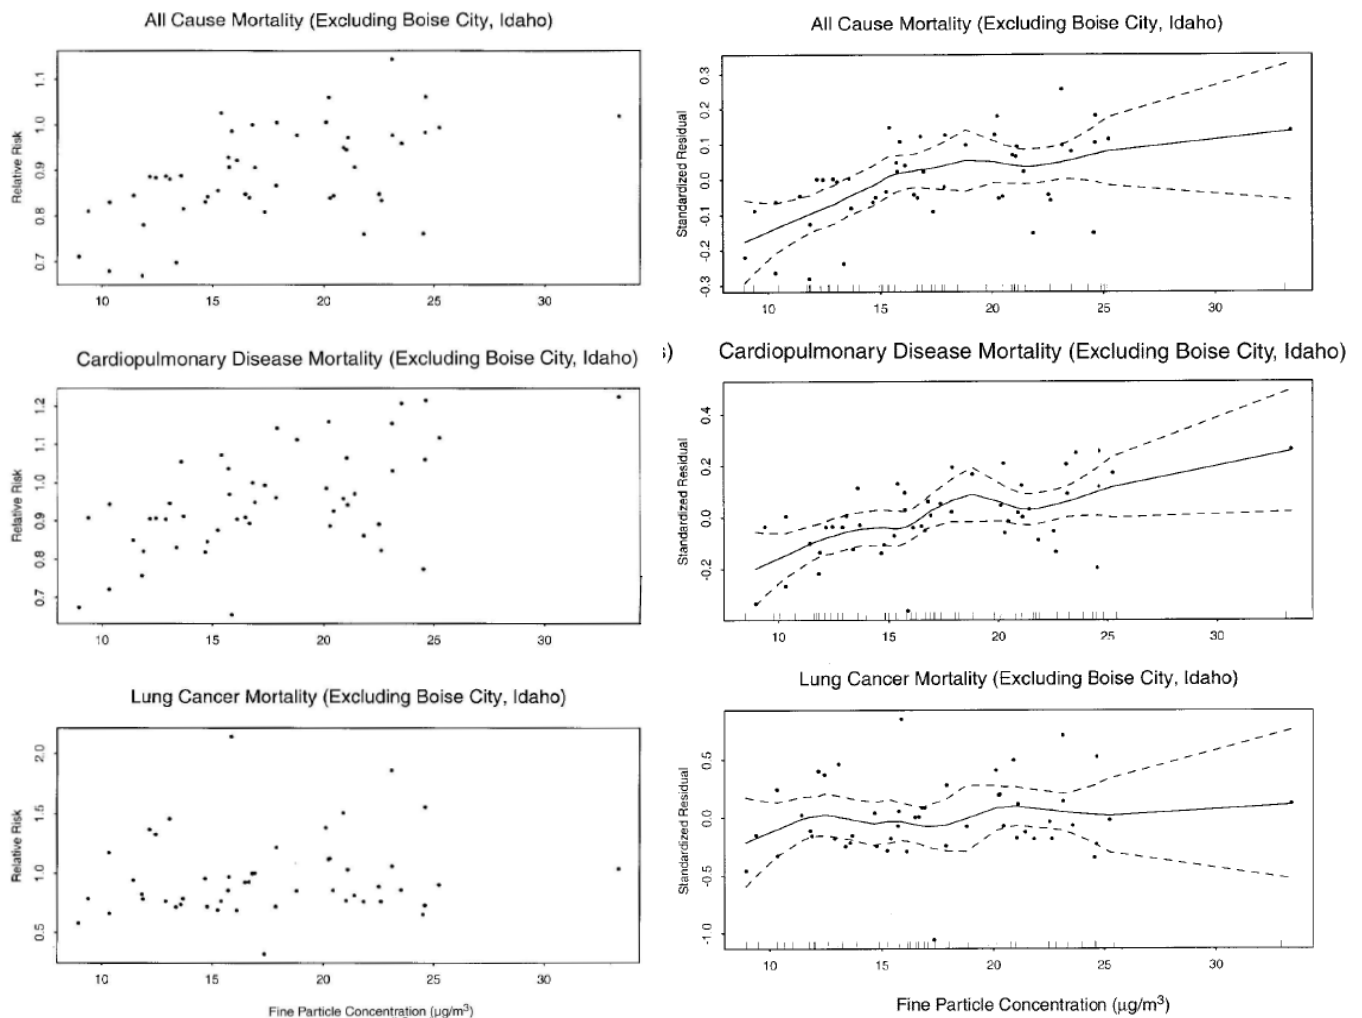 All Cause Mortality (Excluding Boise City, Idaho)
Relative Risk
1.1
1.0
0.9
0.8
0.7
10 15 20 25 30
All Cause Mortality (Excluding Boise City, Idaho)
Standardized Residual
0.3
0.2
0.1
0.0
-0.1
-0.2
-0.3
10 15 20 25 30
Cardiopulmonary Disease Mortality (Excluding Boise City, Idaho)
Relative Risk
1.2
1.1
1.0
0.9
0.8
0.7
10 15 20 25 30
s) Cardiopulmonary Disease Mortality (Excluding Boise City, Idaho)
Standardized Residual
0.4
0.2
0.0
-0.2
10 15 20 25 30
Lung Cancer Mortality (Excluding Boise City, Idaho)
Relative Risk
2.0
1.5
1.0
0.5
10 15 20 25 30
Fine Particle Concentration (µg/m³)
Lung Cancer Mortality (Excluding Boise City, Idaho)
Standardized Residual
0.5
0.0
-0.5
-1.0
10 15 20 25 30
Fine Particle Concentration (µg/m³)